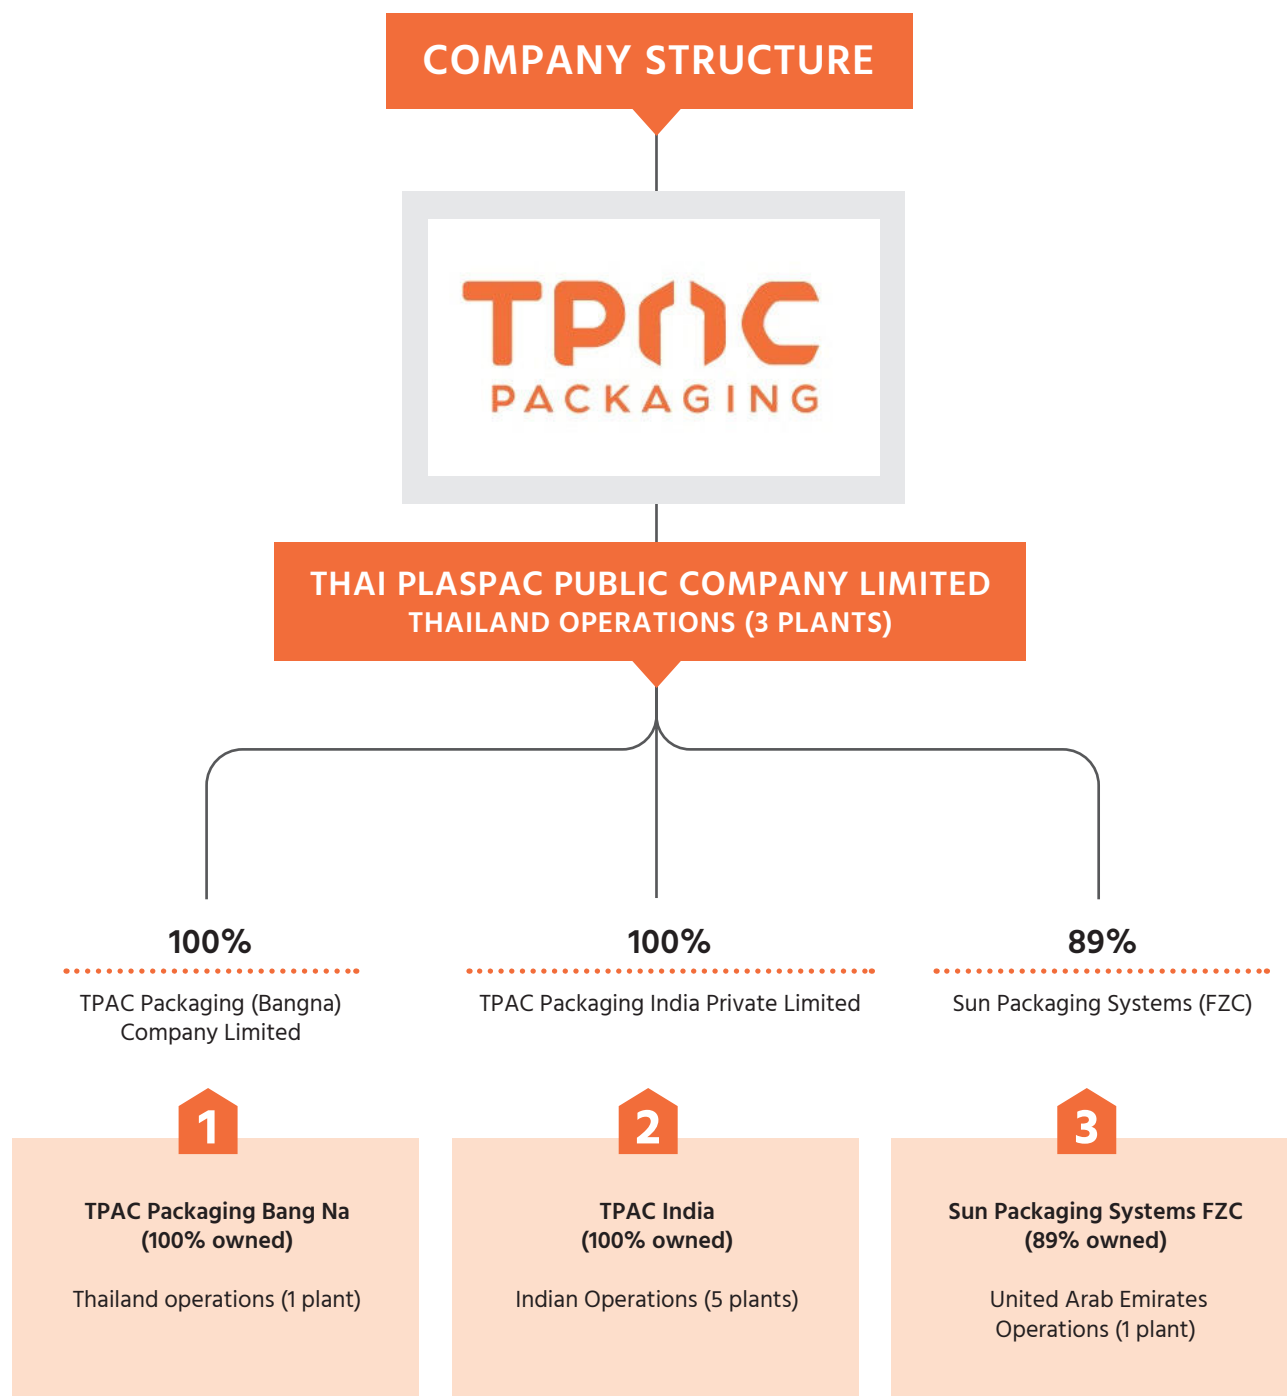 COMPANY STRUCTURE
TPAC
PACKAGING
THAI PLASPAC PUBLIC COMPANY LIMITED
THAILAND OPERATIONS (3 PLANTS)
100%
TPAC Packaging (Bangna)
Company Limited
100%
TPAC Packaging India Private Limited
89%
Sun Packaging Systems (FZC)
1
TPAC Packaging Bang Na
(100% owned)
Thailand operations (1 plant)
2
TPAC India
(100% owned)
Indian Operations (5 plants)
3
Sun Packaging Systems FZC
(89% owned)
United Arab Emirates
Operations (1 plant)